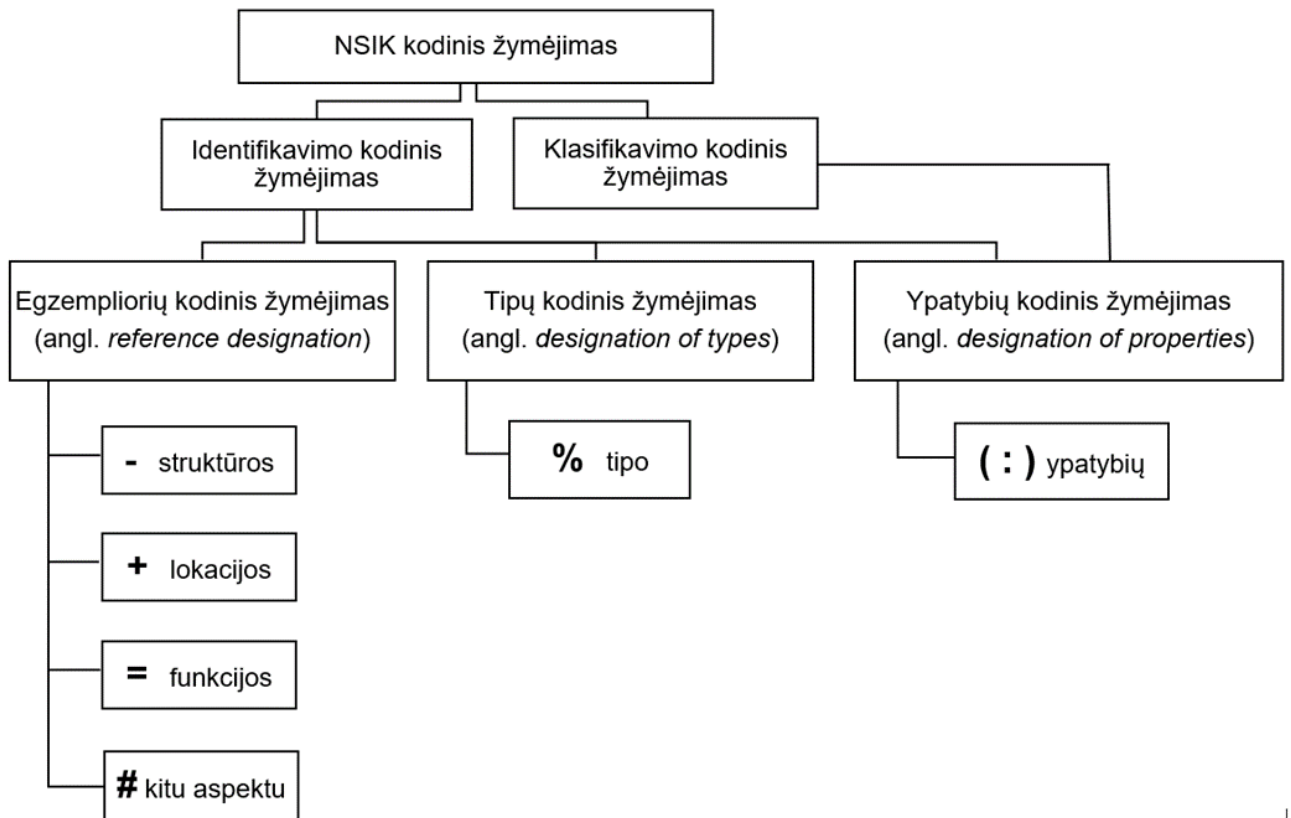 NSIK kodinis žymėjimas
Identifikavimo kodinis
žymėjimas
Klasifikavimo kodinis
žymėjimas
Egzempliorių kodinis žymėjimas
(angl. reference designation)
Tipų kodinis žymėjimas
(angl. designation of types)
Ypatybių kodinis žymėjimas
(angl. designation of properties)
- struktūros
% tipo
( : ) ypatybių
+ lokacijos
= funkcijos
# kitu aspektu